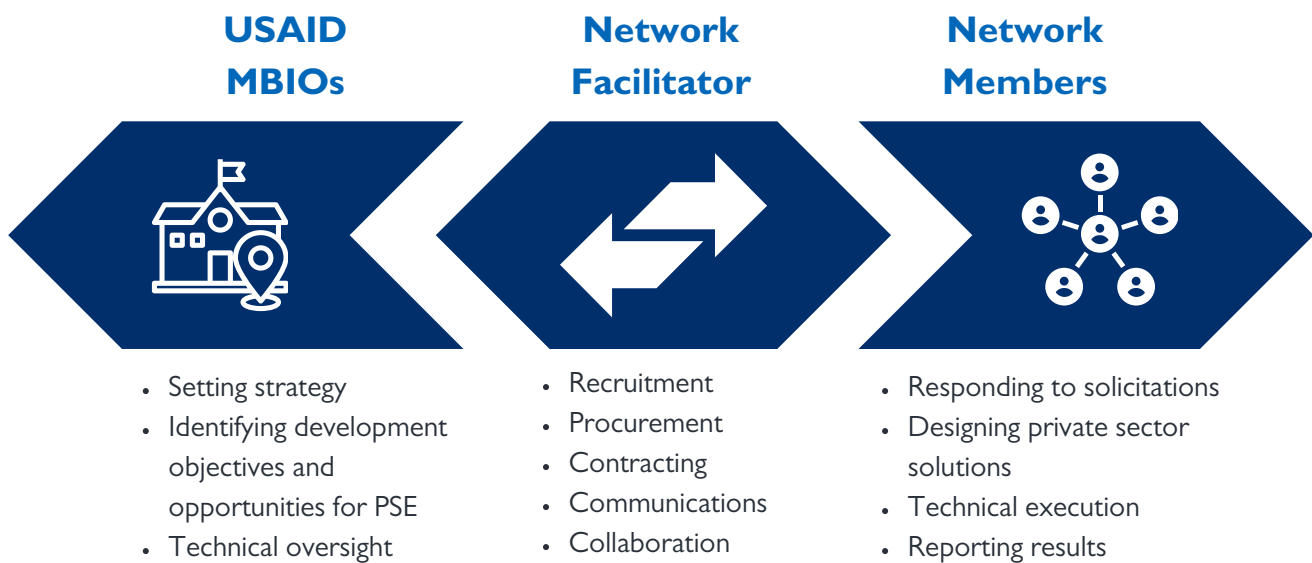 USAID
MBIOs
• Setting strategy
• Identifying development
objectives and
opportunities for PSE
• Technical oversight
Network
Facilitator
• Recruitment
• Procurement
• Contracting
• Communications
• Collaboration
Network
Members
• Responding to solicitations
• Designing private sector
solutions
• Technical execution
• Reporting results